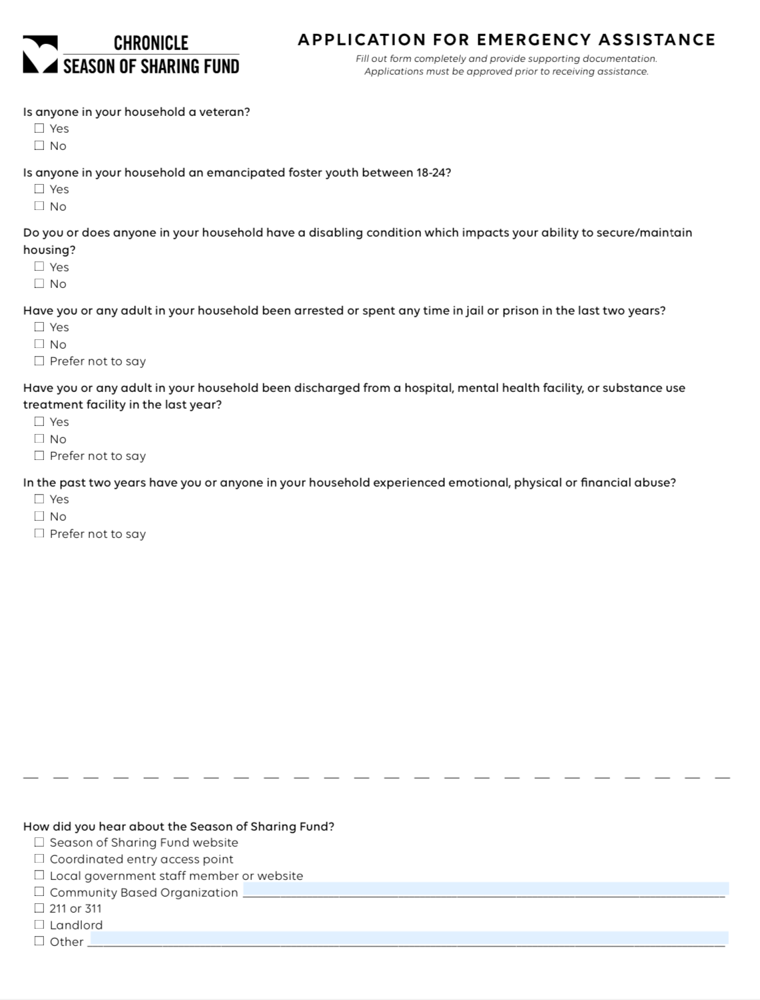 CHRONICLE
SEASON OF SHARING FUND
APPLICATION FOR EMERGENCY ASSISTANCE
Fill out form completely and provide supporting documentation.
Applications must be approved prior to receiving assistance.
Is anyone in your household a veteran?
Yes
No
Is anyone in your household an emancipated foster youth between 18-24?
Yes
No
Do you or does anyone in your household have a disabling condition which impacts your ability to secure/maintain
housing?
Yes
No
Have you or any adult in your household been arrested or spent any time in jail or prison in the last two years?
Yes
No
Prefer not to say
Have you or any adult in your household been discharged from a hospital, mental health facility, or substance use
treatment facility in the last year?
Yes
No
Prefer not to say
In the past two years have you or anyone in your household experienced emotional, physical or financial abuse?
Yes
No
Prefer not to say
How did you hear about the Season of Sharing Fund?
Season of Sharing Fund website
Coordinated entry access point
Local government staff member or website
Community Based Organization
211 or 311
Landlord
Other